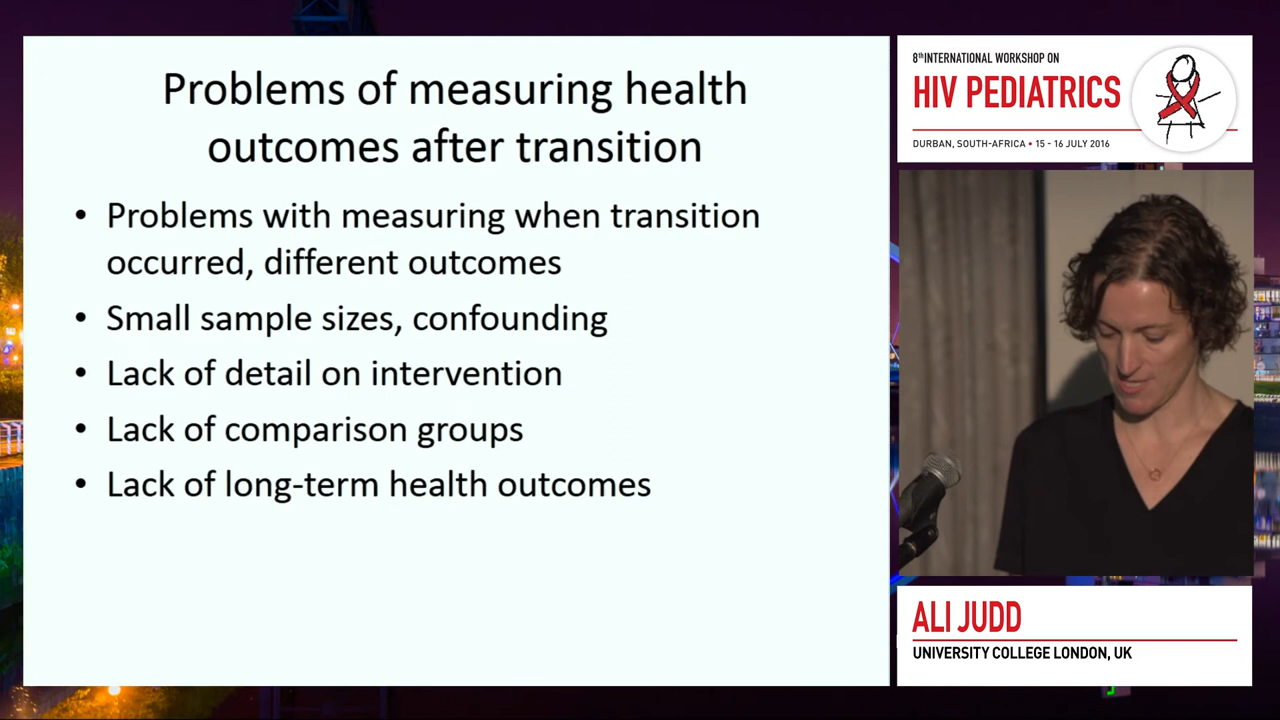 Problems of measuring health
outcomes after transition
• Problems with measuring when transition
occurred, different outcomes
• Small sample sizes, confounding
• Lack of detail on intervention
• Lack of comparison groups
• Lack of long-term health outcomes
8th INTERNATIONAL WORKSHOP ON
HIV PEDIATRICS
DURBAN, SOUTH-AFRICA • 15 - 16 JULY 2016
ALI JUDD
UNIVERSITY COLLEGE LONDON, UK